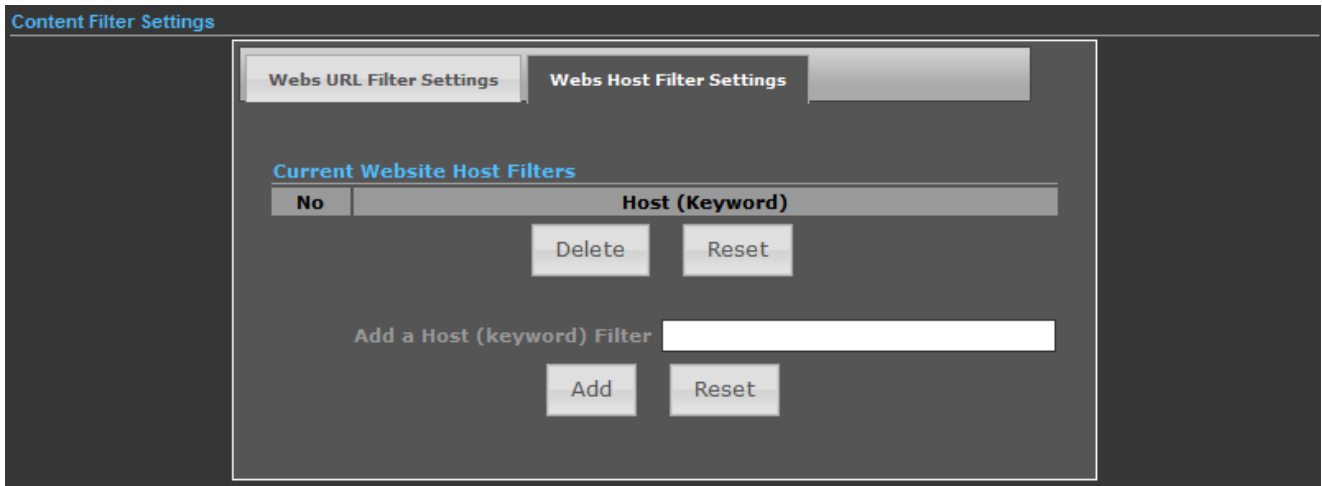 Content Filter Settings
Webs URL Filter Settings Webs Host Filter Settings
Current Website Host Filters
No Host (Keyword)
Delete Reset
Add a Host (keyword) Filter
Add Reset